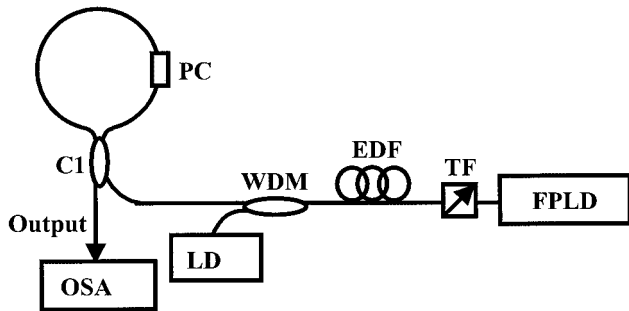 PC
C1
EDF
TF
WDM
FPLD
Output
LD
OSA